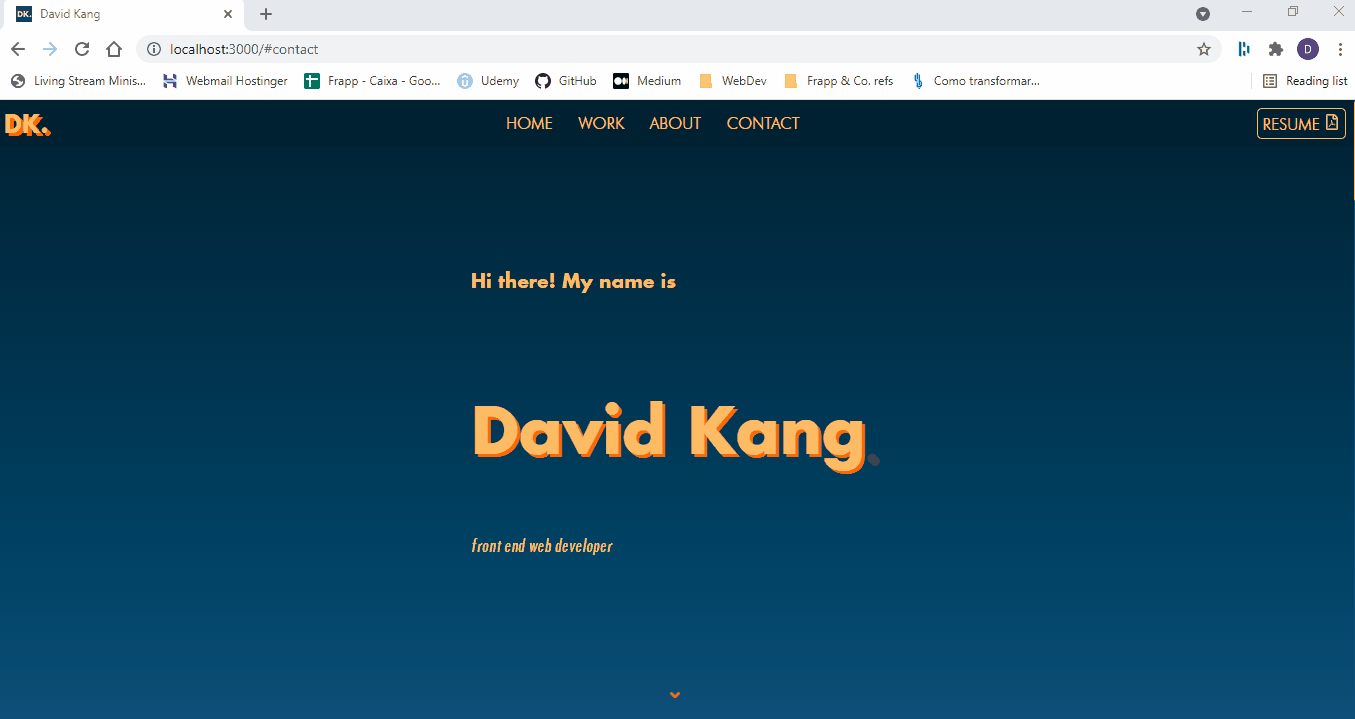 DK. David Kang
localhost:3000/#contact
Living Stream Minis... Webmail Hostinger Frapp - Caixa - Goo... Udemy GitHub Medium WebDev Frapp & Co. refs Como transformar... Reading list
DK. HOME WORK ABOUT CONTACT RESUME
Hi there! My name is
David Kang.
front end web developer